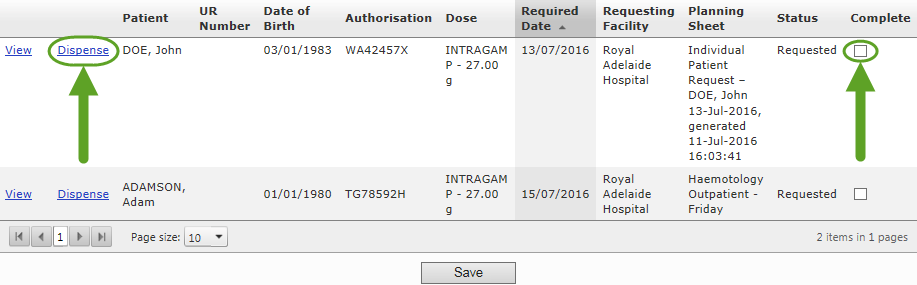 Patient UR Number Date of Birth Authorisation Dose Required Date Requesting Facility Planning Sheet Status Complete
View Dispense DOE, John 03/01/1983 WA42457X INTRAGAM P - 27.00 g 13/07/2016 Royal Adelaide Hospital Individual Patient Request – DOE, John 13-Jul-2016, generated 11-Jul-2016 16:03:41 Requested
View Dispense ADAMSON, Adam 01/01/1980 TG78592H INTRAGAM P - 27.00 g 15/07/2016 Royal Adelaide Hospital Haemotology Outpatient - Friday Requested
1 Page size: 10 2 items in 1 pages
Save